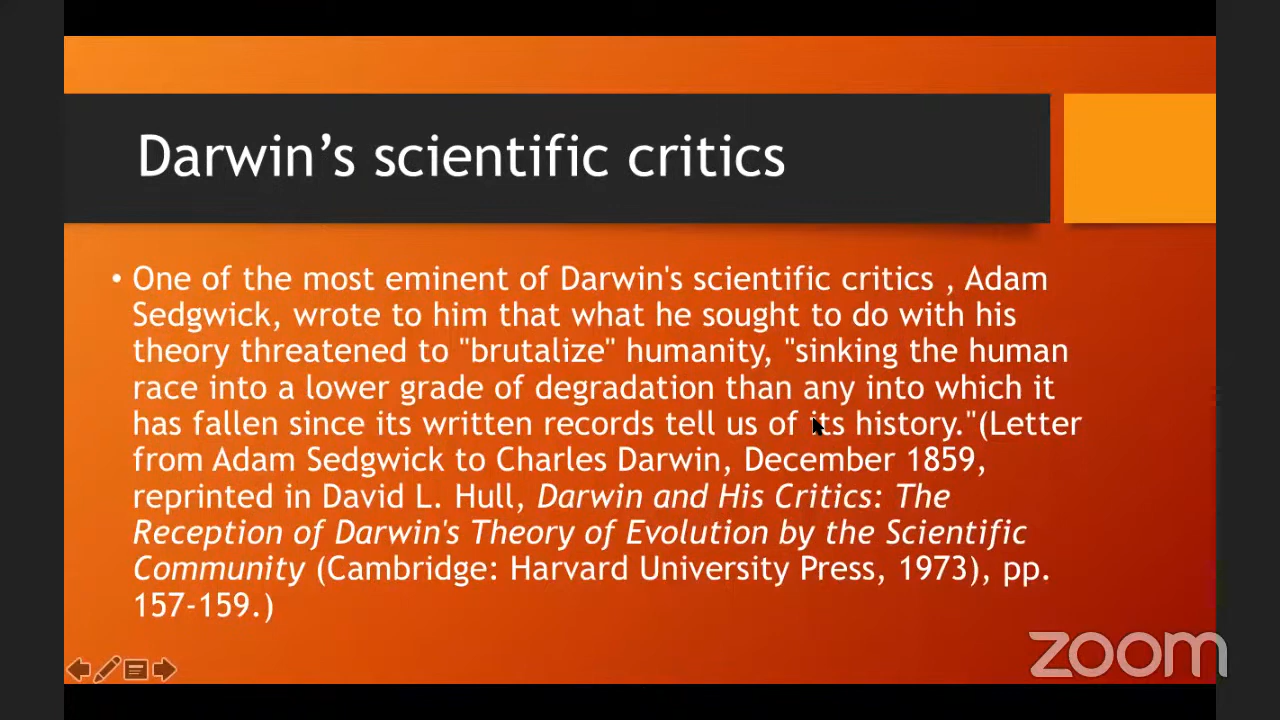 Darwin’s scientific critics
• One of the most eminent of Darwin's scientific critics , Adam
Sedgwick, wrote to him that what he sought to do with his
theory threatened to "brutalize" humanity, "sinking the human
race into a lower grade of degradation than any into which it
has fallen since its written records tell us of its history."(Letter
from Adam Sedgwick to Charles Darwin, December 1859,
reprinted in David L. Hull, Darwin and His Critics: The
Reception of Darwin's Theory of Evolution by the Scientific
Community (Cambridge: Harvard University Press, 1973), pp.
157-159.)
zoom